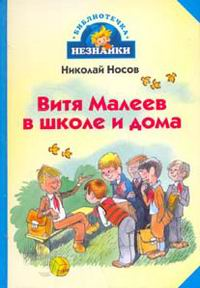 БИБЛИОТЕЧКА
НЕЗНАЙКИ
Николай Носов
Витя Малеев
в школе и дома